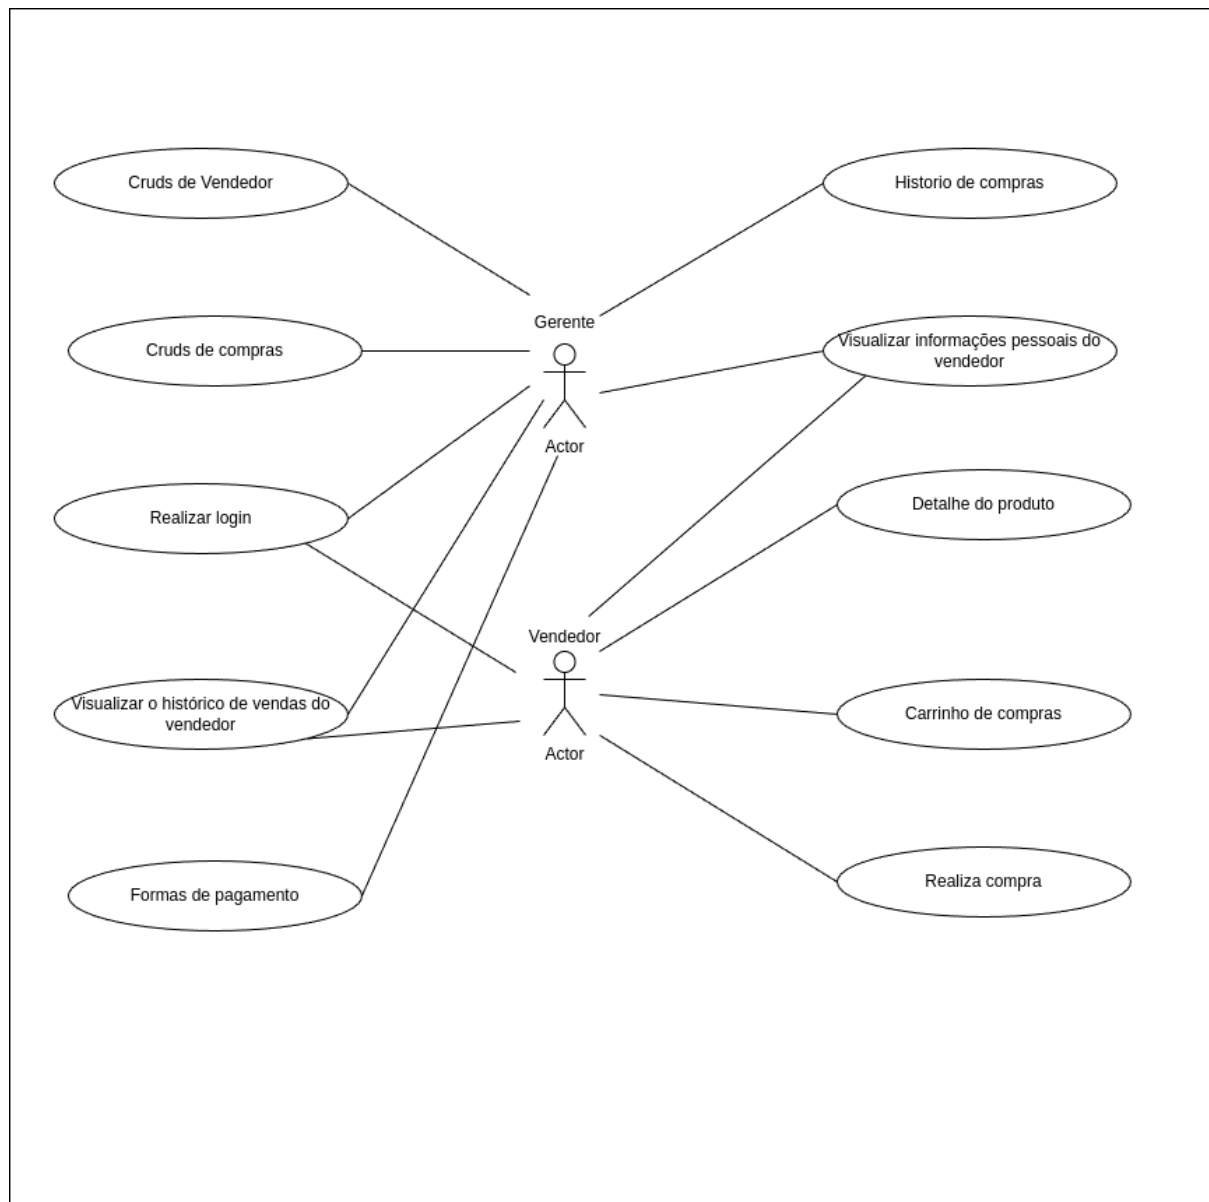 Cruds de Vendedor
Historio de compras
Gerente
Cruds de compras
Visualizar informações pessoais do
vendedor
Actor
Realizar login
Detalhe do produto
Vendedor
Visualizar o histórico de vendas do
vendedor
Carrinho de compras
Actor
Formas de pagamento
Realiza compra